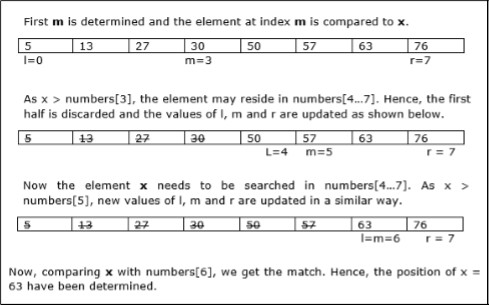 First m is determined and the element at index m is compared to x.
5 13 27 30 50 57 63 76
l=0 m=3 r=7
As x > numbers[3], the element may reside in numbers[4...7]. Hence, the first
half is discarded and the values of l, m and r are updated as shown below.
5 13 27 30 50 57 63 76
L=4 m=5 r = 7
Now the element x needs to be searched in numbers[4...7]. As x >
numbers[5], new values of l, m and r are updated in a similar way.
5 13 27 30 50 57 63 76
l=m=6 r = 7
Now, comparing x with numbers[6], we get the match. Hence, the position of x =
63 have been determined.